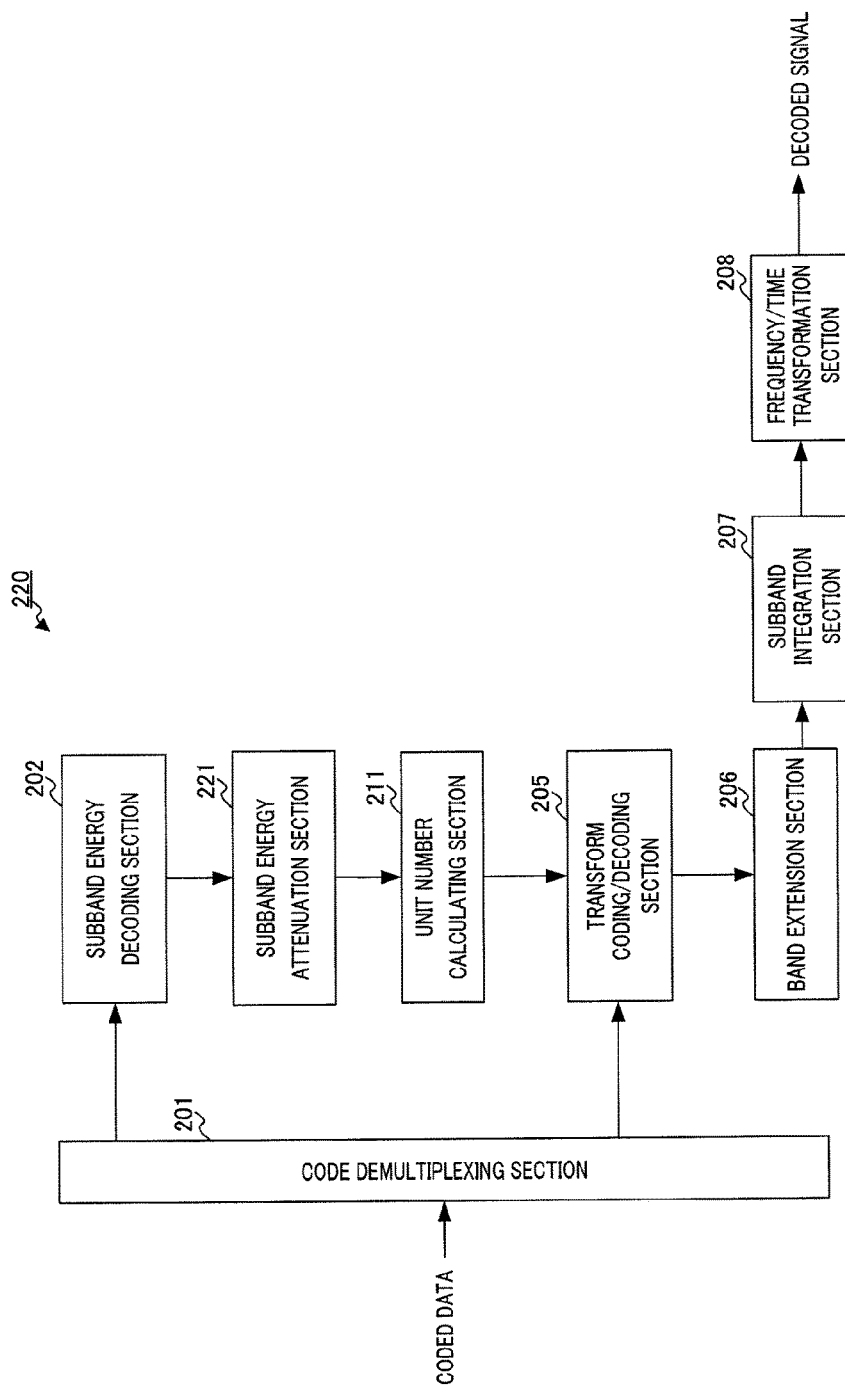 220
CODED DATA
201
CODE DEMULTIPLEXING SECTION
202
SUBBAND ENERGY
DECODING SECTION
221
SUBBAND ENERGY
ATTENUATION SECTION
211
UNIT NUMBER
CALCULATING SECTION
205
TRANSFORM
CODING/DECODING
SECTION
206
BAND EXTENSION SECTION
207
SUBBAND
INTEGRATION
SECTION
208
FREQUENCY/TIME
TRANSFORMATION
SECTION
DECODED SIGNAL